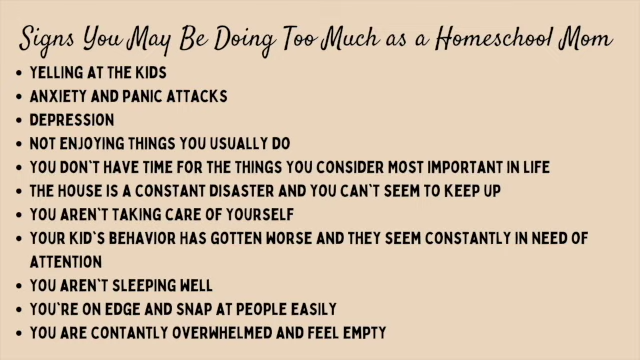 Signs You May Be Doing Too Much as a Homeschool Mom
• YELLING AT THE KIDS
• ANXIETY AND PANIC ATTACKS
• DEPRESSION
• NOT ENJOYING THINGS YOU USUALLY DO
• YOU DON'T HAVE TIME FOR THE THINGS YOU CONSIDER MOST IMPORTANT IN LIFE
• THE HOUSE IS A CONSTANT DISASTER AND YOU CAN'T SEEM TO KEEP UP
• YOU AREN'T TAKING CARE OF YOURSELF
• YOUR KID'S BEHAVIOR HAS GOTTEN WORSE AND THEY SEEM CONSTANTLY IN NEED OF
ATTENTION
• YOU AREN'T SLEEPING WELL
• YOU'RE ON EDGE AND SNAP AT PEOPLE EASILY
• YOU ARE CONTANTLY OVERWHELMED AND FEEL EMPTY